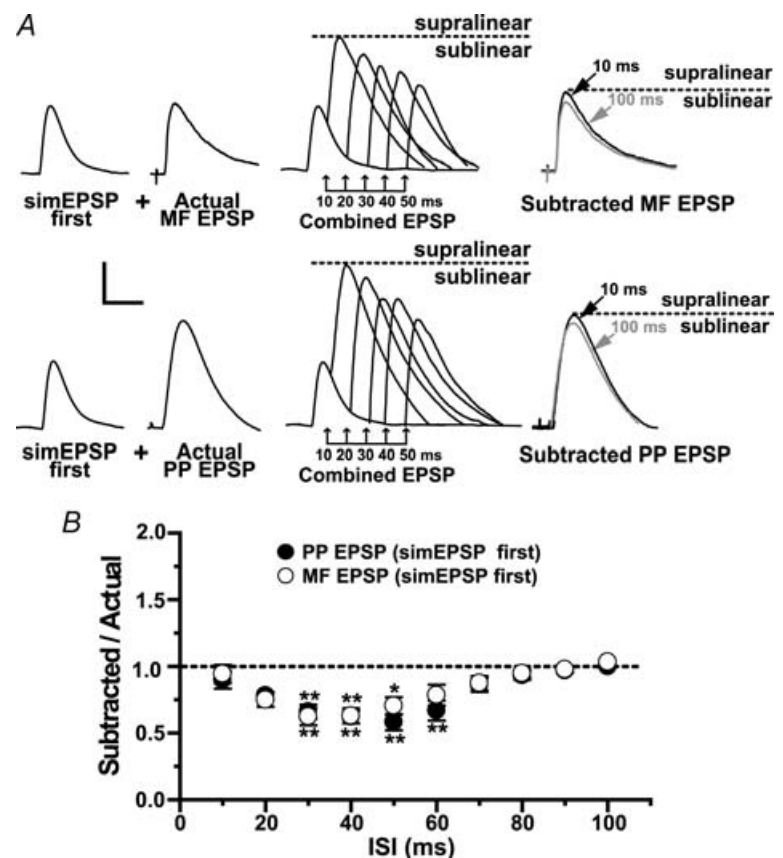 A
supralinear
sublinear
10 ms
supralinear
100 ms
sublinear
simEPSP
first
+
Actual
MF EPSP
10 20 30 40 50 ms
Combined EPSP
Subtracted MF EPSP
supralinear
sublinear
10 ms
supralinear
100 ms
sublinear
simEPSP
first
+
Actual
PP EPSP
10 20 30 40 50 ms
Combined EPSP
Subtracted PP EPSP
B
2.0
PP EPSP (simEPSP first)
MF EPSP (simEPSP first)
1.5
1.0
** ** *
0.5
** ** ** **
0.0
Subtracted / Actual
0 20 40 60 80 100
ISI (ms)